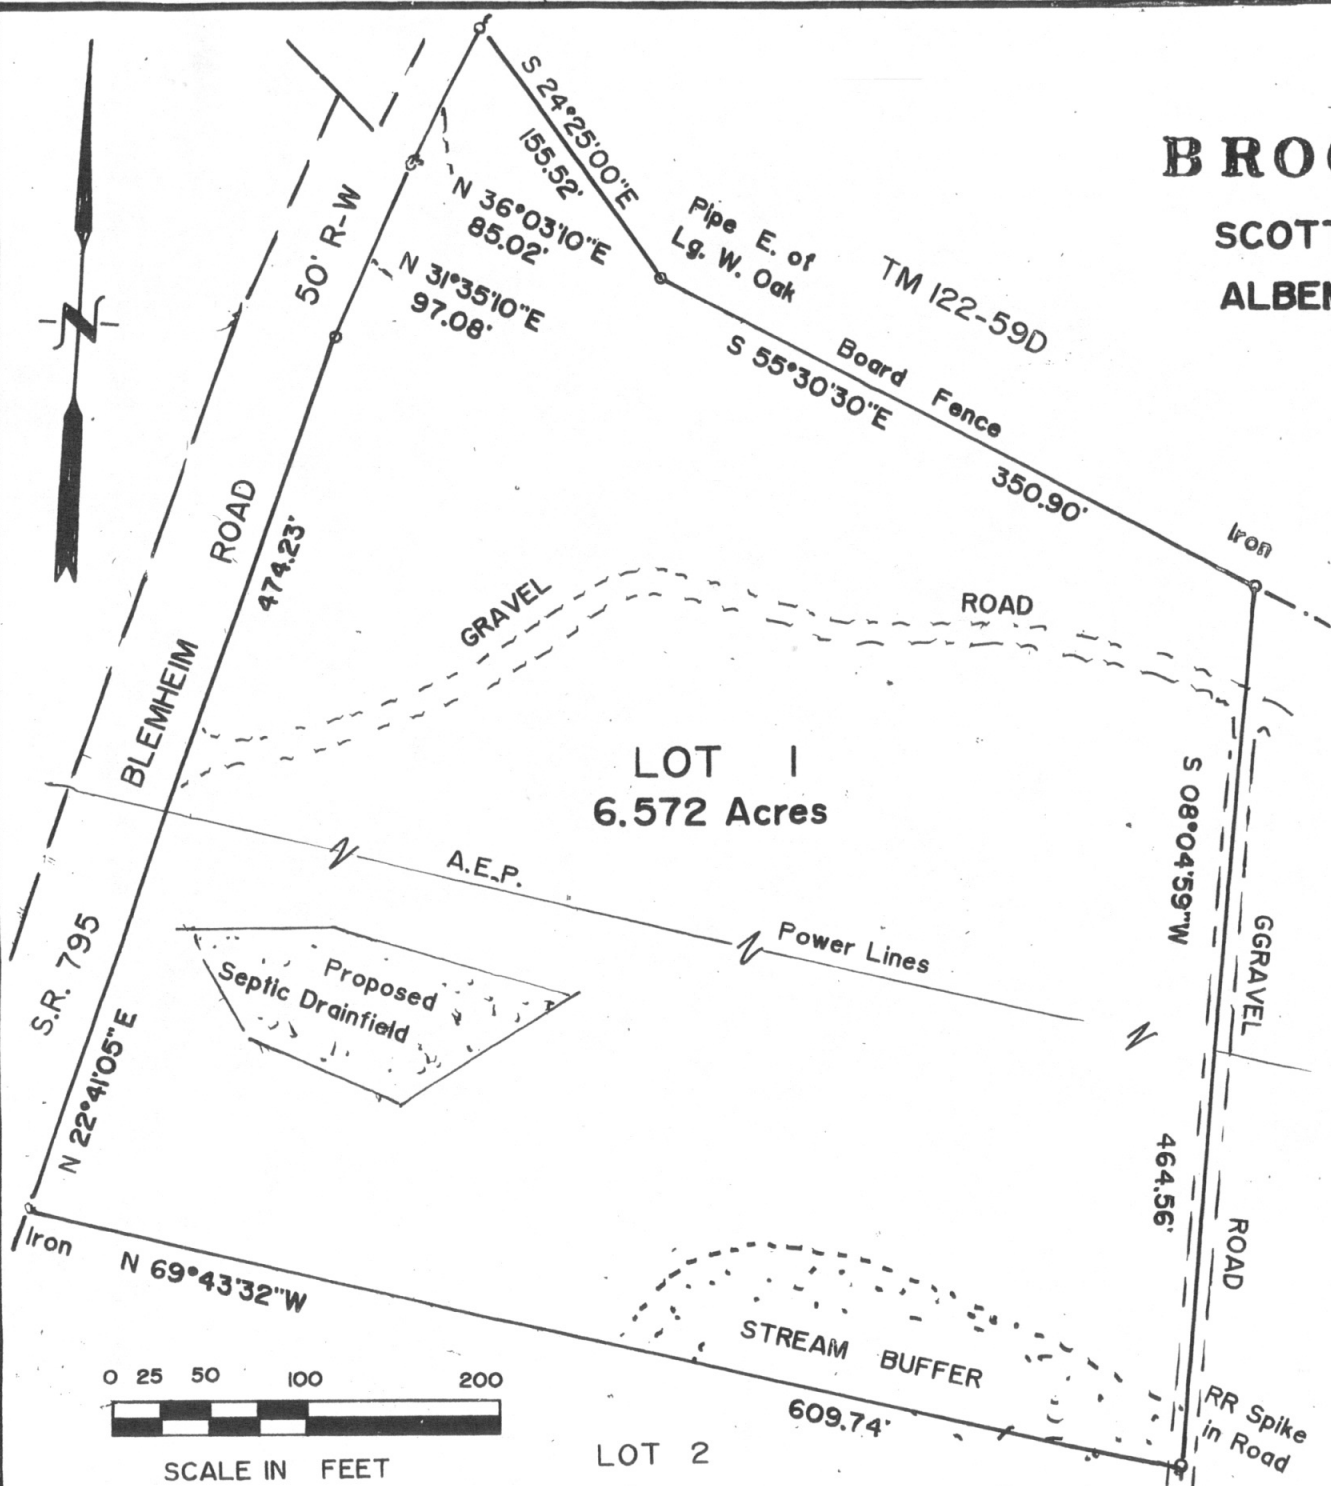 BRO
SCOT
ALBE
S 24°25'00"E
155.52'
N 36°03'10"E
85.02'
N 31°35'10"E
97.08'
50' R-W
Pipe E. of
Lg. W. Oak
TM 122-59D
Board Fence
S 55°30'30"E
350.90'
Iron
N
ROAD
474.23'
GRAVEL
ROAD
BLEMHEIM
LOT 1
6.572 Acres
S 08°04'59"W
A.E.P.
Power Lines
GGRAVEL
S.R. 795
Proposed
Septic Drainfield
N 22°41'05"E
464.56'
ROAD
Iron
N 69°43'32"W
STREAM BUFFER
609.74'
RR Spike
in Road
0 25 50 100 200
SCALE IN FEET
LOT 2